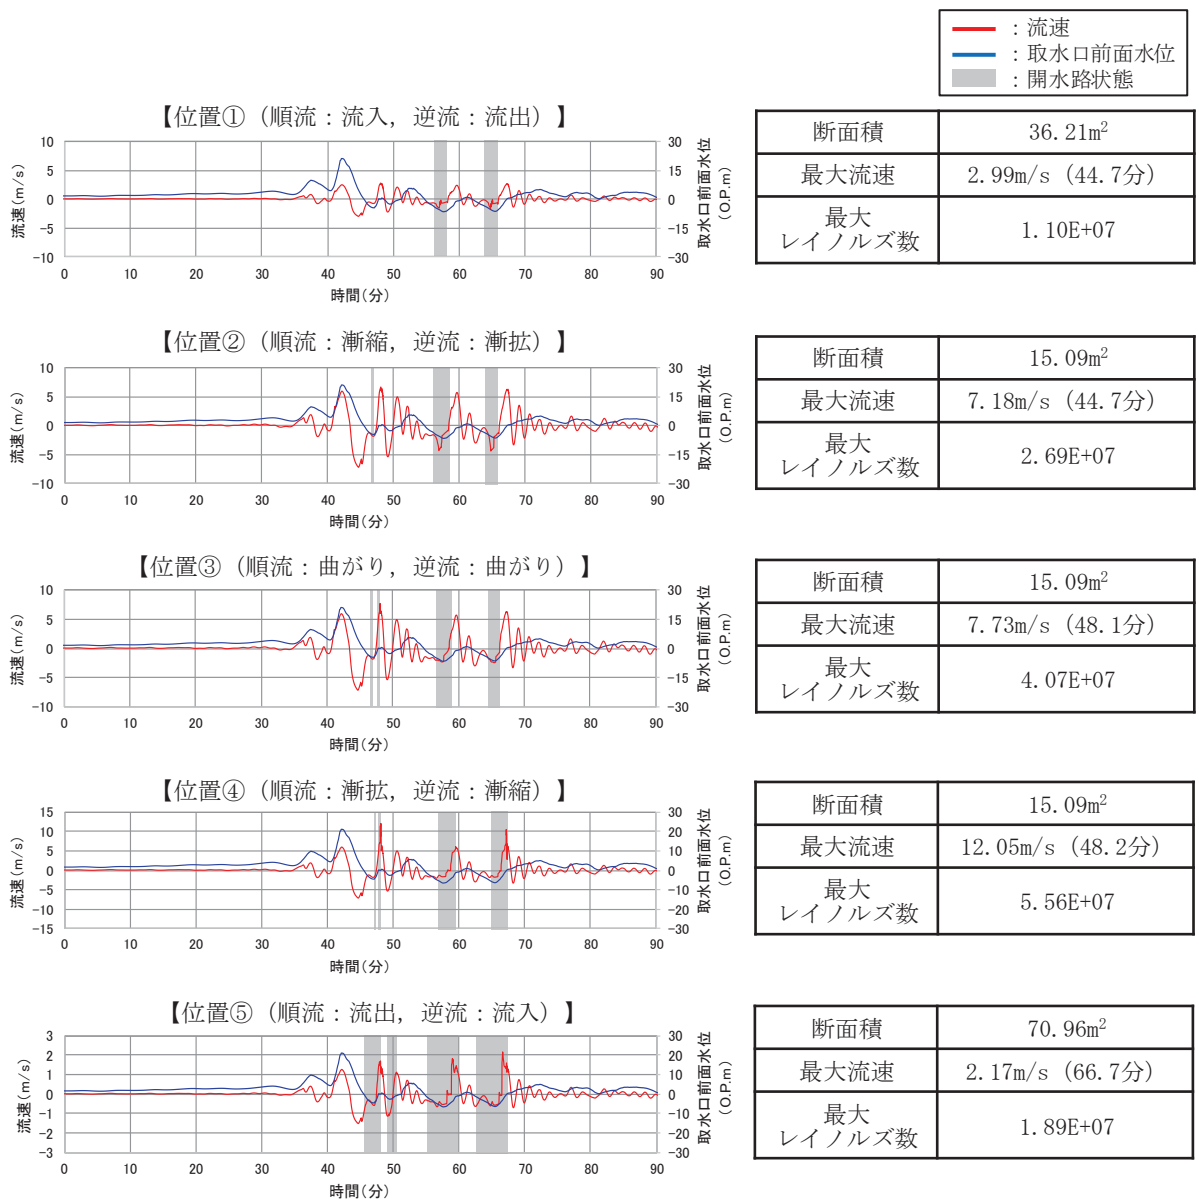 ：流速
：取水口前面水位
：開水路状態
【位置①（順流：流入，逆流：流出）】
流速(m/s)
10
5
0
−5
−10
30
15
0
−15
−30
取水口前面水位
(O.P.m)
0 10 20 30 40 50 60 70 80 90
時間(分)
断面積 36.21m²
最大流速 2.99m/s (44.7分)
最大
レイノルズ数 1.10E+07
【位置②（順流：漸縮，逆流：漸拡）】
流速(m/s)
10
5
0
−5
−10
30
15
0
−15
−30
取水口前面水位
(O.P.m)
0 10 20 30 40 50 60 70 80 90
時間(分)
断面積 15.09m²
最大流速 7.18m/s (44.7分)
最大
レイノルズ数 2.69E+07
【位置③（順流：曲がり，逆流：曲がり）】
流速(m/s)
10
5
0
−5
−10
30
15
0
−15
−30
取水口前面水位
(O.P.m)
0 10 20 30 40 50 60 70 80 90
時間(分)
断面積 15.09m²
最大流速 7.73m/s (48.1分)
最大
レイノルズ数 4.07E+07
【位置④（順流：漸拡，逆流：漸縮）】
流速(m/s)
15
10
5
0
−5
−10
−15
30
20
10
0
−10
20
−30
取水口前面水位
(O.P.m)
0 10 20 30 40 50 60 70 80 90
時間(分)
断面積 15.09m²
最大流速 12.05m/s (48.2分)
最大
レイノルズ数 5.56E+07
【位置⑤（順流：流出，逆流：流入）】
流速(m/s)
3
2
1
0
−1
−2
−3
30
20
10
0
−10
−20
−30
取水口前面水位
(O.P.m)
0 10 20 30 40 50 60 70 80 90
時間(分)
断面積 70.96m²
最大流速 2.17m/s (66.7分)
最大
レイノルズ数 1.89E+07